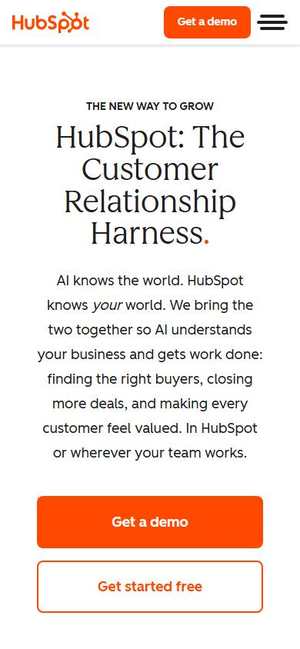 HubSpot
Get a demo
THE NEW WAY TO GROW
HubSpot: The
Customer
Relationship
Harness.
AI knows the world. HubSpot
knows your world. We bring the
two together so AI understands
your business and gets work done:
finding the right buyers, closing
more deals, and making every
customer feel valued. In HubSpot
or wherever your team works.
Get a demo
Get started free